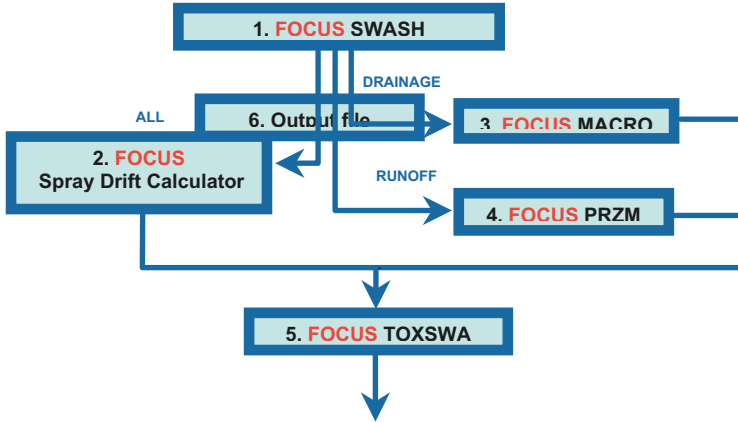 1. FOCUS SWASH
DRAINAGE
ALL
6. Output file
3. FOCUS MACRO
2. FOCUS
Spray Drift Calculator
RUNOFF
4. FOCUS PRZM
5. FOCUS TOXSWA